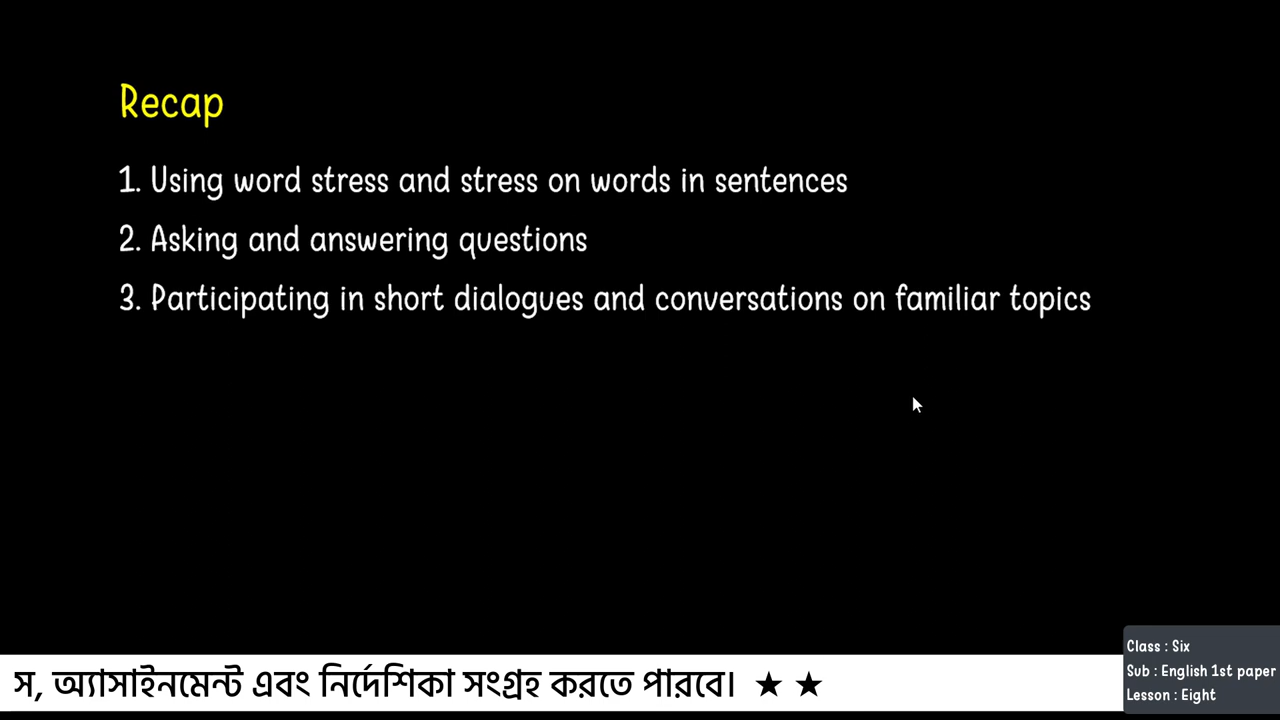 Recap
1. Using word stress and stress on words in sentences
2. Asking and answering questions
3. Participating in short dialogues and conversations on familiar topics
স, অ্যাসাইনমেন্ট এবং নির্দেশিকা সংগ্রহ করতে পারবে। ★ ★
Class : Six
Sub : English 1st paper
Lesson : Eight